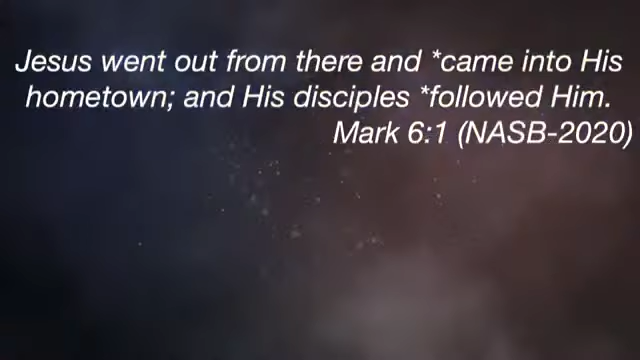 Jesus went out from there and *came into His
hometown; and His disciples *followed Him.
Mark 6:1 (NASB-2020)